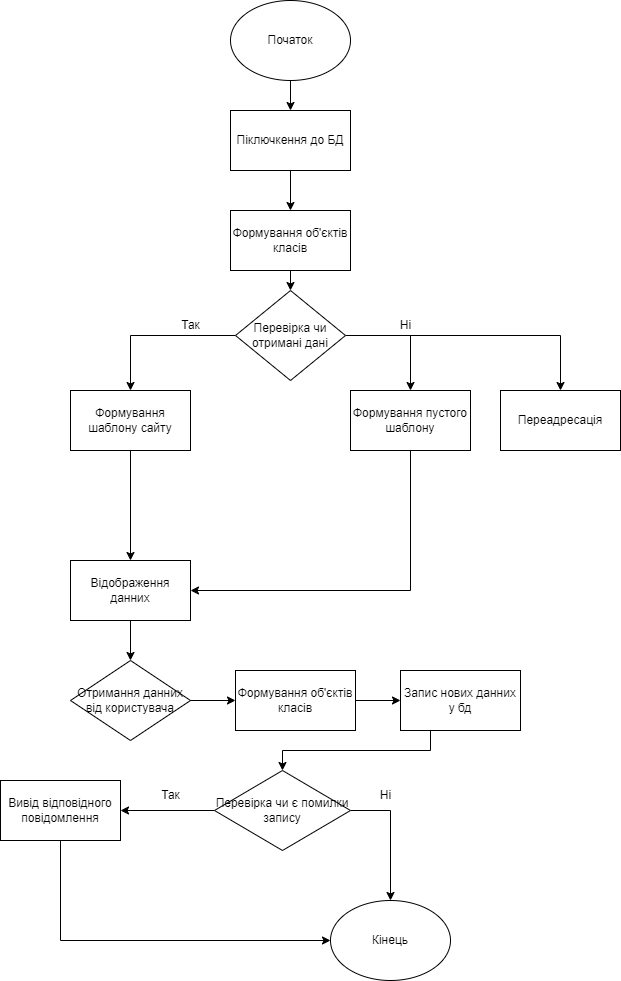 Початок
Піключкення до БД
Формування об'єктів
класів
Так
Ні
Перевірка чи
отримані дані
Формування
шаблону сайту
Формування пустого
шаблону
Переадресація
Відображення
данних
Отримання данних
від користувача
Формування об'єктів
класів
Запис нових данних
у бд
Так
Ні
Вивід відповідного
повідомлення
Перевірка чи є помилки
запису
Кінець